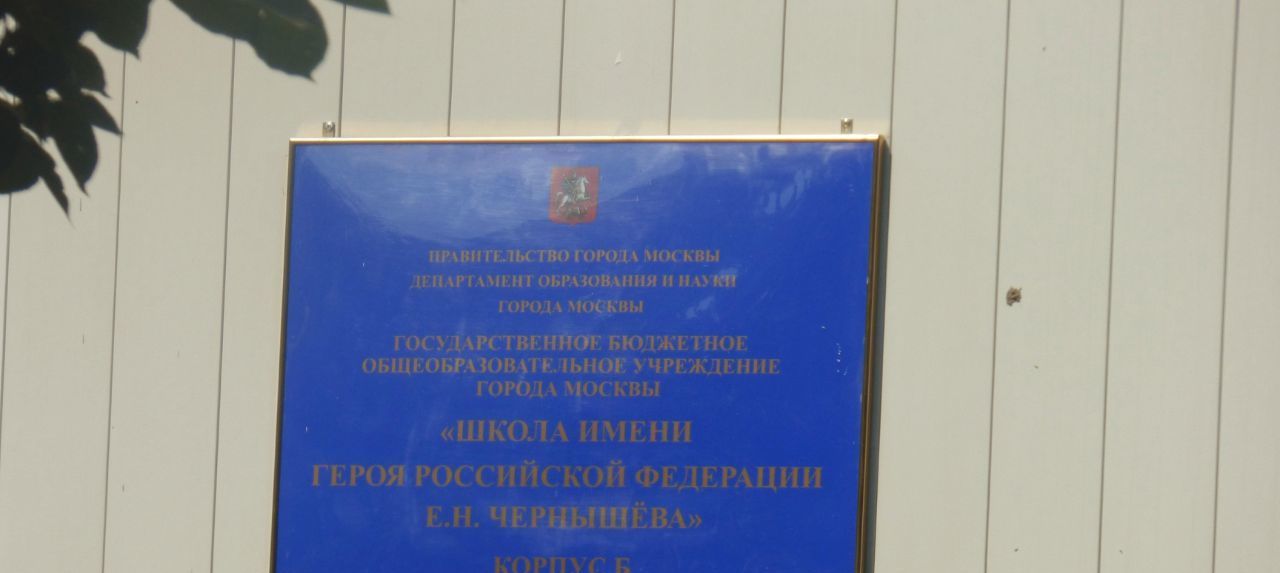 ПРАВИТЕЛЬСТВО ГОРОДА МОСКВЫ
ДЕПАРТАМЕНТ ОБРАЗОВАНИЯ И НАУКИ
ГОРОДА МОСКВЫ
ГОСУДАРСТВЕННОЕ БЮДЖЕТНОЕ
ОБЩЕОБРАЗОВАТЕЛЬНОЕ УЧРЕЖДЕНИЕ
ГОРОДА МОСКВЫ
«ШКОЛА ИМЕНИ
ГЕРОЯ РОССИЙСКОЙ ФЕДЕРАЦИИ
Е.Н. ЧЕРНЫШЁВА»
КОРПУС Б